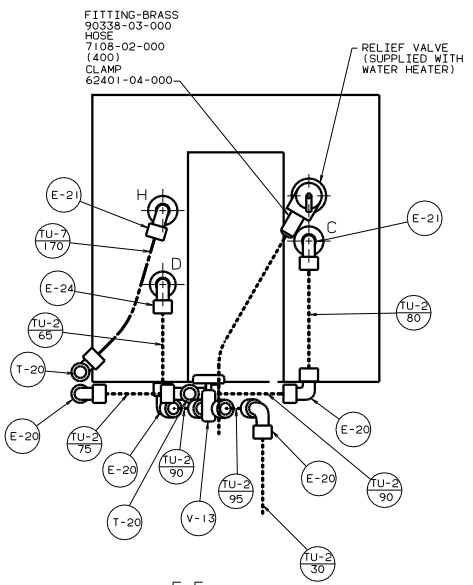 FITTING-BRASS
90338-03-000
HOSE
7108-02-000
(400)
CLAMP
62401-04-000
RELIEF VALVE
(SUPPLIED WITH
WATER HEATER)
E-21
H
C
E-21
TU-7
170
D
E-24
TU-2
65
TU-2
80
T-20
E-20
TU-2
75
E-20
TU-2
90
T-20
V-13
TU-2
95
E-20
TU-2
90
E-20
TU-2
30